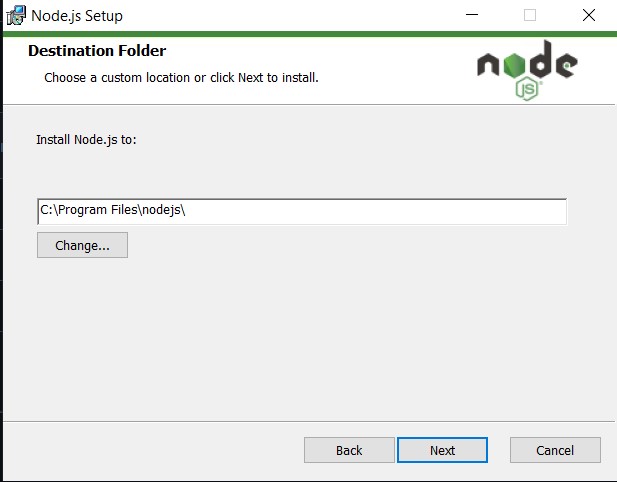 Node.js Setup
Destination Folder
Choose a custom location or click Next to install.
node
JS
Install Node.js to:
C:\Program Files\nodejs\
Change...
Back
Next
Cancel